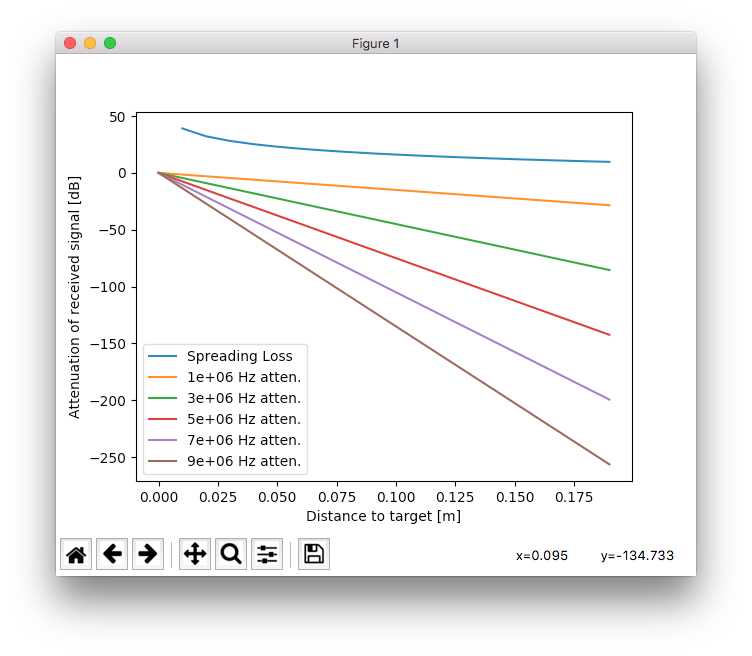 Figure 1
50
0
−50
−100
−150
−200
−250
Attenuation of received signal [dB]
Spreading Loss
1e+06 Hz atten.
3e+06 Hz atten.
5e+06 Hz atten.
7e+06 Hz atten.
9e+06 Hz atten.
0.000 0.025 0.050 0.075 0.100 0.125 0.150 0.175
Distance to target [m]
x=0.095 y=-134.733